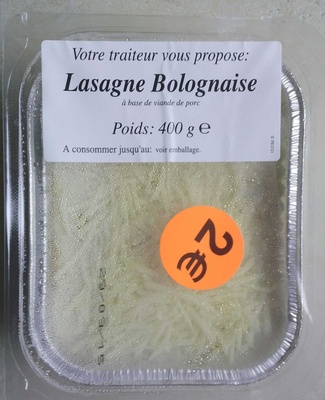 Votre traiteur vous propose:
Lasagne Bolognaise
à base de viande de porc
Poids: 400 g ℮
A consommer jusqu'au: voir emballage.
2€